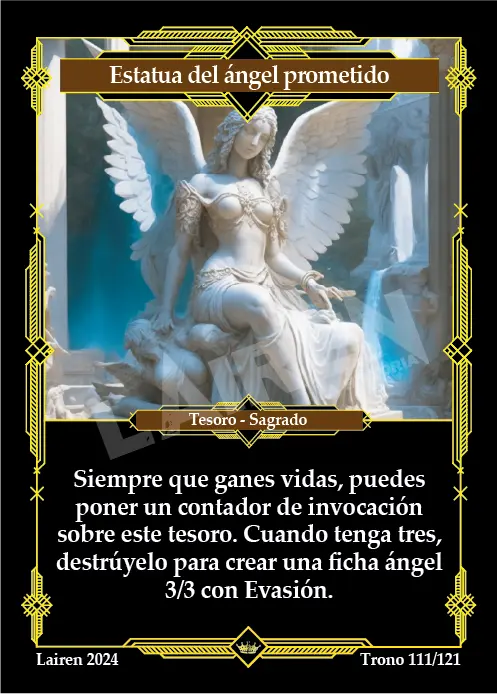 Estatua del ángel prometido
LAIREN
Tesoro - Sagrado
Siempre que ganes vidas, puedes
poner un contador de invocación
sobre este tesoro. Cuando tenga tres,
destrúyelo para crear una ficha ángel
3/3 con Evasión.
Lairen 2024
Trono 111/121